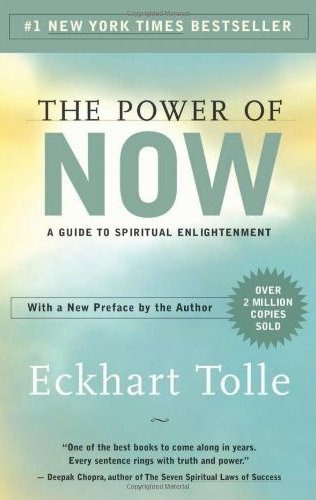 #1 NEW YORK TIMES BESTSELLER
THE POWER OF
NOW
A GUIDE TO SPIRITUAL ENLIGHTENMENT
OVER
2 MILLION
COPIES
SOLD
With a New Preface by the Author
Eckhart Tolle
"One of the best books to come along in years.
Every sentence rings with truth and power."
— Deepak Chopra, author of The Seven Spiritual Laws of Success
Copyrighted Material